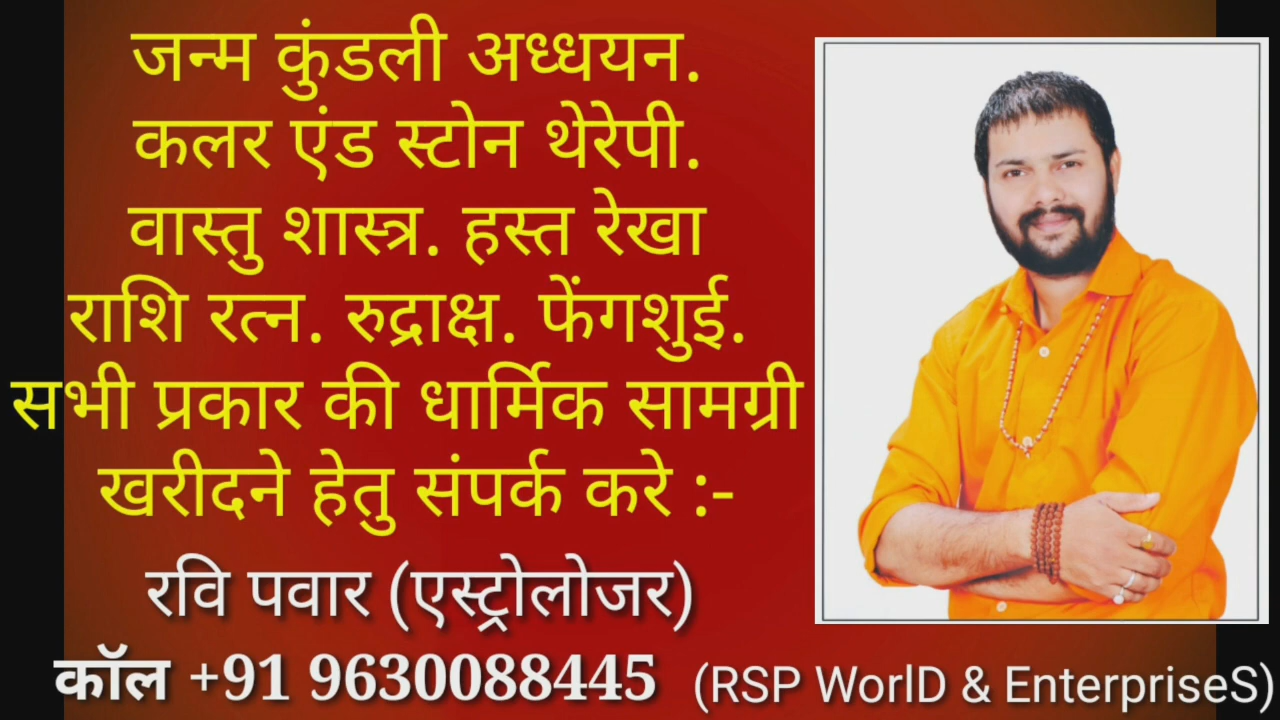 जन्म कुंडली अध्धयन.
कलर एंड स्टोन थेरेपी.
वास्तु शास्त्र. हस्त रेखा
राशि रत्न. रुद्राक्ष. फेंगशुई.
सभी प्रकार की धार्मिक सामग्री
खरीदने हेतु संपर्क करे :-
रवि पवार (एस्ट्रोलोजर)
कॉल +91 9630088445 (RSP WorlD & EnterpriseS)